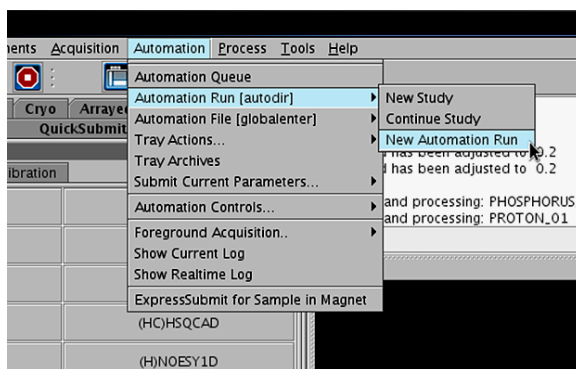 ments Acquisition Automation Process Tools Help
Automation Queue
Automation Run [autodir]
Automation File [globalenter]
Tray Actions...
Tray Archives
Submit Current Parameters...
Automation Controls...
Foreground Acquisition..
Show Current Log
Show Realtime Log
ExpressSubmit for Sample in Magnet
New Study
Continue Study
New Automation Run
has been adjusted to 0.2
has been adjusted to 0.2
and processing: PHOSPHORUS
and processing: PROTON_01
Cryo Arrayed
QuickSubmit
ibration
(HC)HSQCAD
(H)NOESY1D